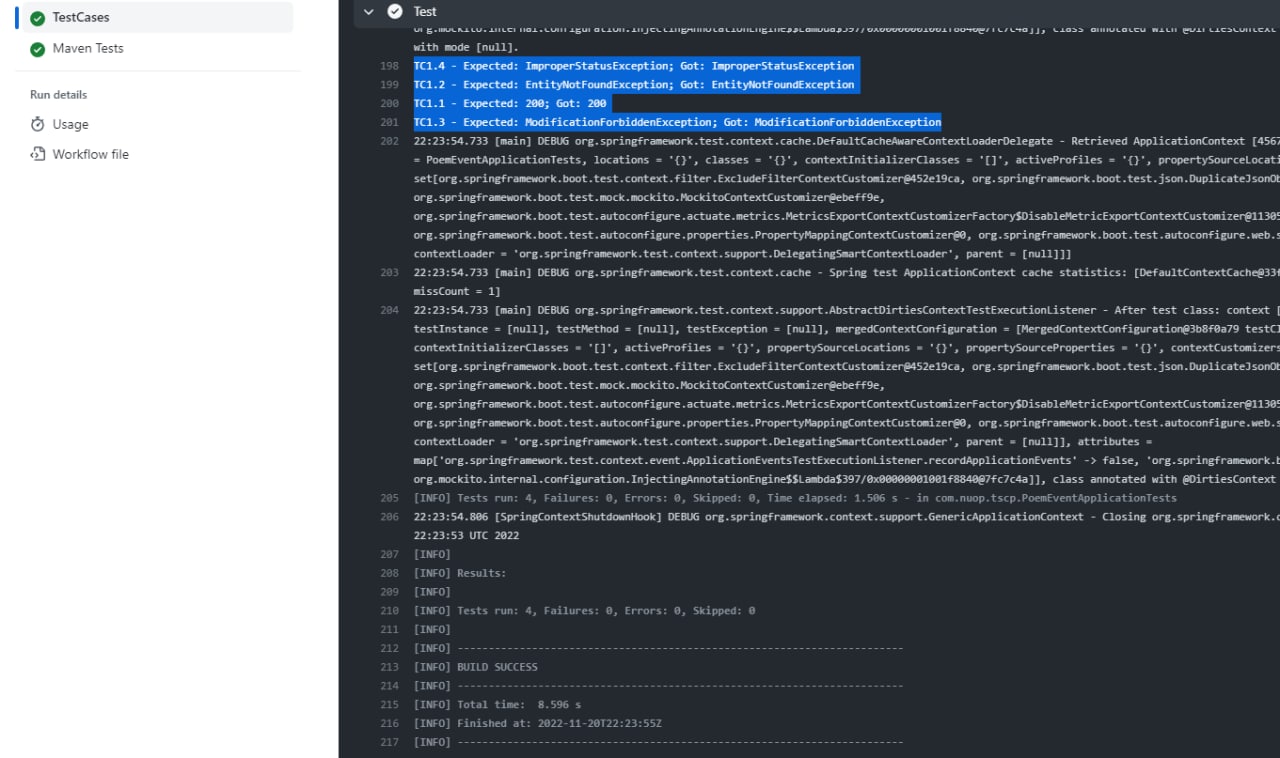 TestCases
Maven Tests
Run details
Usage
Workflow file
Test
org.mockito.internal.configuration.InjectingAnnotationEngine$$Lambda$397/0x00000001001f8840@7fc7c4a]], class annotated with @DirtiesContext
with mode [null].
198 TC1.4 - Expected: ImproperStatusException; Got: ImproperStatusException
199 TC1.2 - Expected: EntityNotFoundException; Got: EntityNotFoundException
200 TC1.1 - Expected: 200; Got: 200
201 TC1.3 - Expected: ModificationForbiddenException; Got: ModificationForbiddenException
202 22:23:54.733 [main] DEBUG org.springframework.test.context.cache.DefaultCacheAwareContextLoaderDelegate - Retrieved ApplicationContext [4567
= PoemEventApplicationTests, locations = '{}', classes = '{}', contextInitializerClasses = '[]', activeProfiles = '{}', propertySourceLocati
set[org.springframework.boot.test.context.filter.ExcludeFilterContextCustomizer@452e19ca, org.springframework.boot.test.json.DuplicateJsonOb
org.springframework.boot.test.mock.mockito.MockitoContextCustomizer@ebeff9e,
org.springframework.boot.test.autoconfigure.actuate.metrics.MetricsExportContextCustomizerFactory$DisableMetricExportContextCustomizer@11305
org.springframework.boot.test.autoconfigure.properties.PropertyMappingContextCustomizer@0, org.springframework.boot.test.autoconfigure.web.s
contextLoader = 'org.springframework.test.context.support.DelegatingSmartContextLoader', parent = [null]]]
203 22:23:54.733 [main] DEBUG org.springframework.test.context.cache - Spring test ApplicationContext cache statistics: [DefaultContextCache@33f
missCount = 1]
204 22:23:54.733 [main] DEBUG org.springframework.test.context.support.AbstractDirtiesContextTestExecutionListener - After test class: context [
testInstance = [null], testMethod = [null], testException = [null], mergedContextConfiguration = [MergedContextConfiguration@3b8f0a79 testCl
contextInitializerClasses = '[]', activeProfiles = '{}', propertySourceLocations = '{}', propertySourceProperties = '{}', contextCustomizers
set[org.springframework.boot.test.context.filter.ExcludeFilterContextCustomizer@452e19ca, org.springframework.boot.test.json.DuplicateJsonOb
org.springframework.boot.test.mock.mockito.MockitoContextCustomizer@ebeff9e,
org.springframework.boot.test.autoconfigure.actuate.metrics.MetricsExportContextCustomizerFactory$DisableMetricExportContextCustomizer@11305
org.springframework.boot.test.autoconfigure.properties.PropertyMappingContextCustomizer@0, org.springframework.boot.test.autoconfigure.web.s
contextLoader = 'org.springframework.test.context.support.DelegatingSmartContextLoader', parent = [null]], attributes =
map['org.springframework.test.context.event.ApplicationEventsTestExecutionListener.recordApplicationEvents' -> false, 'org.springframework.b
org.mockito.internal.configuration.InjectingAnnotationEngine$$Lambda$397/0x00000001001f8840@7fc7c4a]], class annotated with @DirtiesContext
205 [INFO] Tests run: 4, Failures: 0, Errors: 0, Skipped: 0, Time elapsed: 1.506 s - in com.nuop.tscp.PoemEventApplicationTests
206 22:23:54.806 [SpringContextShutdownHook] DEBUG org.springframework.context.support.GenericApplicationContext - Closing org.springframework.c
22:23:53 UTC 2022
207 [INFO]
208 [INFO] Results:
209 [INFO]
210 [INFO] Tests run: 4, Failures: 0, Errors: 0, Skipped: 0
211 [INFO]
212 [INFO] ------------------------------------------------------------------------
213 [INFO] BUILD SUCCESS
214 [INFO] ------------------------------------------------------------------------
215 [INFO] Total time:  8.596 s
216 [INFO] Finished at: 2022-11-20T22:23:55Z
217 [INFO] ------------------------------------------------------------------------